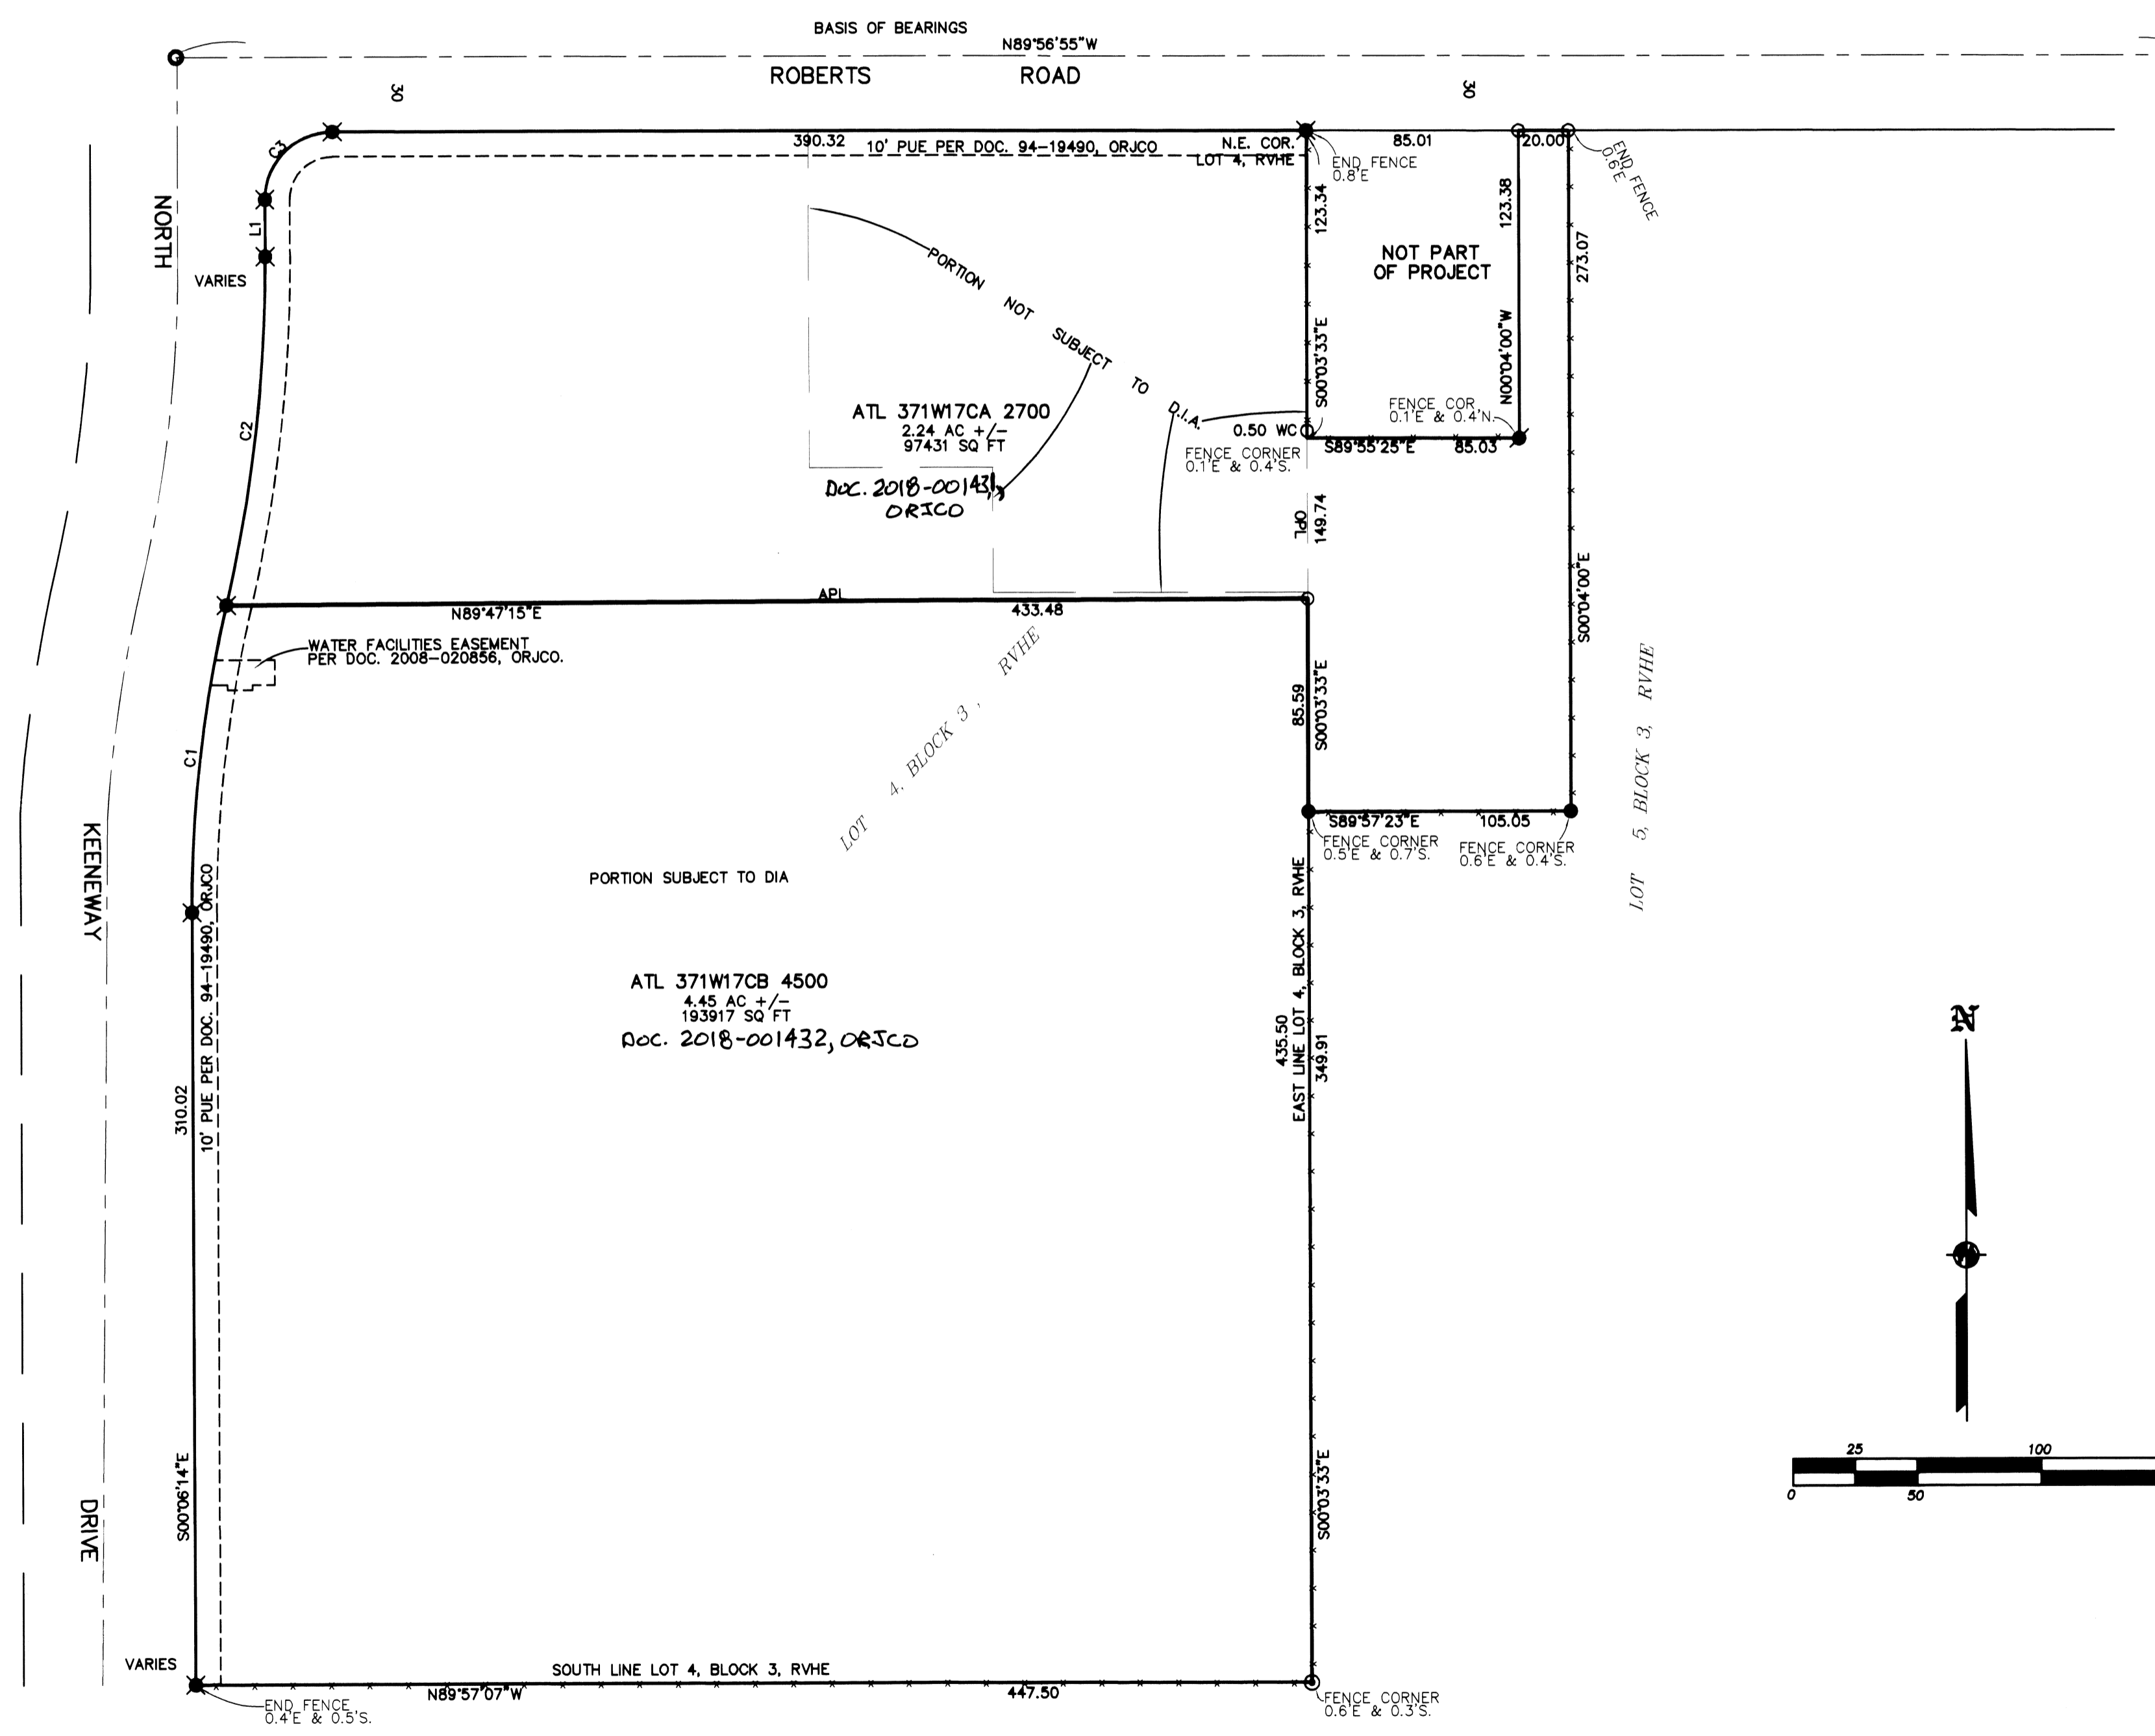 BASIS OF BEARINGS
N89°56'55"W
ROBERTS ROAD
30
30
390.32
10' PUE PER DOC. 94-19490, ORJCO
N.E. COR.
LOT 4, RVHE
END FENCE
0.8'E
85.01
20.00
END FENCE
0.6'E
C3
L1
NORTH
VARIES
C2
123.34
S00°03'33"E
NOT PART
OF PROJECT
123.38
N00°04'00"W
273.07
S00°04'00"E
PORTION NOT SUBJECT TO D.I.A.
ATL 371W17CA 2700
2.24 AC +/-
97431 SQ FT
DOC. 2018-001431,
ORJCO
0.50 WC
FENCE CORNER
0.1'E & 0.4'S.
FENCE COR
0.1'E & 0.4'N.
S89°55'25"E
85.03
OPL
149.74
APL
N89°47'15"E
433.48
WATER FACILITIES EASEMENT
PER DOC. 2008-020856, ORJCO.
C1
LOT 4, BLOCK 3, RVHE
85.59
S00°03'33"E
S89°57'23"E
105.05
FENCE CORNER
0.5'E & 0.7'S.
FENCE CORNER
0.6'E & 0.4'S.
LOT 5, BLOCK 3, RVHE
KEENEWAY
PORTION SUBJECT TO DIA
10' PUE PER DOC. 94-19490, ORJCO
ATL 371W17CB 4500
4.45 AC +/-
193917 SQ FT
DOC. 2018-001432, ORJCO
435.50
EAST LINE LOT 4, BLOCK 3, RVHE
349.91
310.02
S00°06'14"E
S00°03'33"E
DRIVE
N
25
100
0
50
VARIES
SOUTH LINE LOT 4, BLOCK 3, RVHE
N89°57'07"W
447.50
END FENCE
0.4'E & 0.5'S.
FENCE CORNER
0.6'E & 0.3'S.